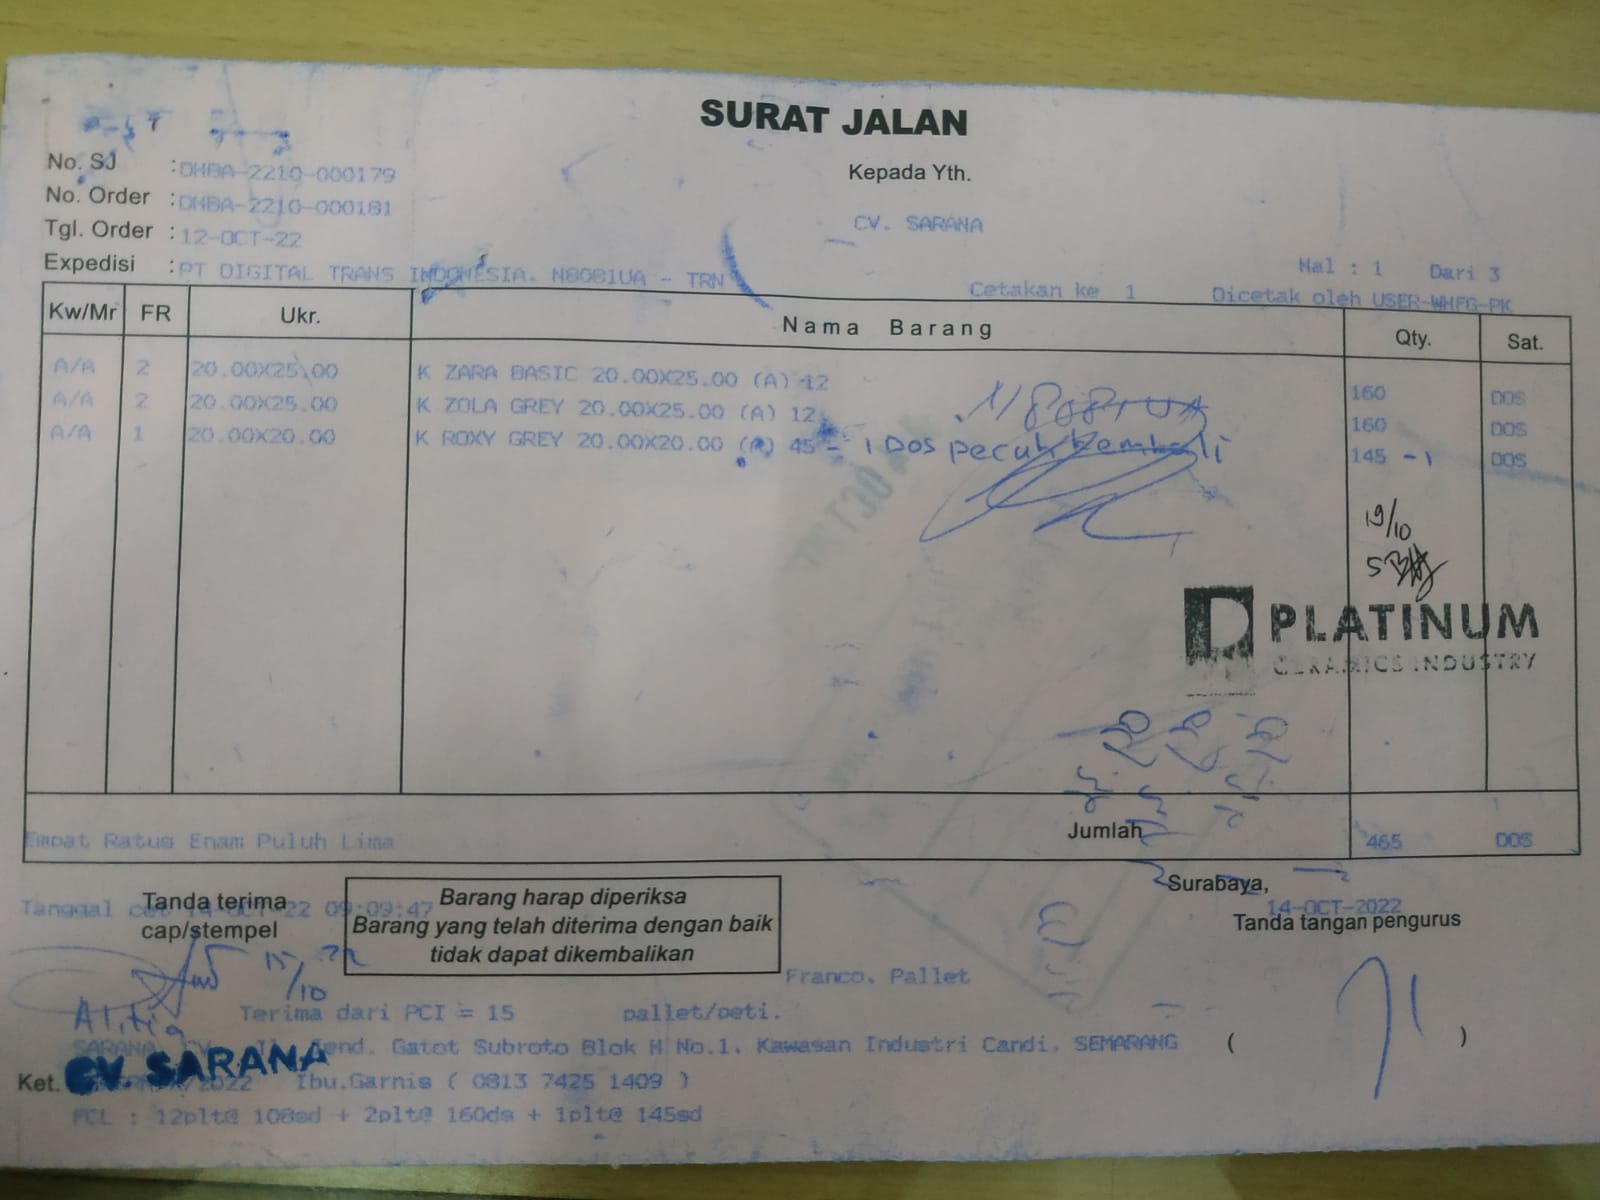 SURAT JALAN
No. SJ : DHBA-2210-000179
Kepada Yth.
No. Order : DHBA-2210-000181
CV. SARANA
Tgl. Order : 12-OCT-22
Expedisi : PT DIGITAL TRANS INDONESIA. N8081UA - TRN
Hal : 1 Dari 3
Cetakan ke 1 Dicetak oleh USER-WHFG-PK
Kw/Mr FR Ukr. Nama Barang Qty. Sat.
A/A 2 20.00X25.00 K ZARA BASIC 20.00X25.00 (A) 12 160 DOS
A/A 2 20.00X25.00 K ZOLA GREY 20.00X25.00 (A) 12 160 DOS
N8081UA
A/A 1 20.00X20.00 K ROXY GREY 20.00X20.00 (A) 45 - 1 Dos pecah kembali 145 -1 DOS
19/10
PLATINUM
CERAMICS INDUSTRY
Empat Ratus Enam Puluh Lima Jumlah 465 DOS
Surabaya,
14-OCT-2022
Tanda tangan pengurus
Tanggal cet 14-OCT-22 09:09:47
Tanda terima
cap/stempel
Barang harap diperiksa
Barang yang telah diterima dengan baik
tidak dapat dikembalikan
15/10 22
Franco. Pallet
Terima dari PCI = 15 pallet/peti.
SARANA, CV. Jl. Jend. Gatot Subroto Blok H No.1. Kawasan Industri Candi, SEMARANG ( )
CV. SARANA
Ket. /2022 Ibu.Garnis ( 0813 7425 1409 )
FCL : 12plt@ 108sd + 2plt@ 160ds + 1plt@ 145sd